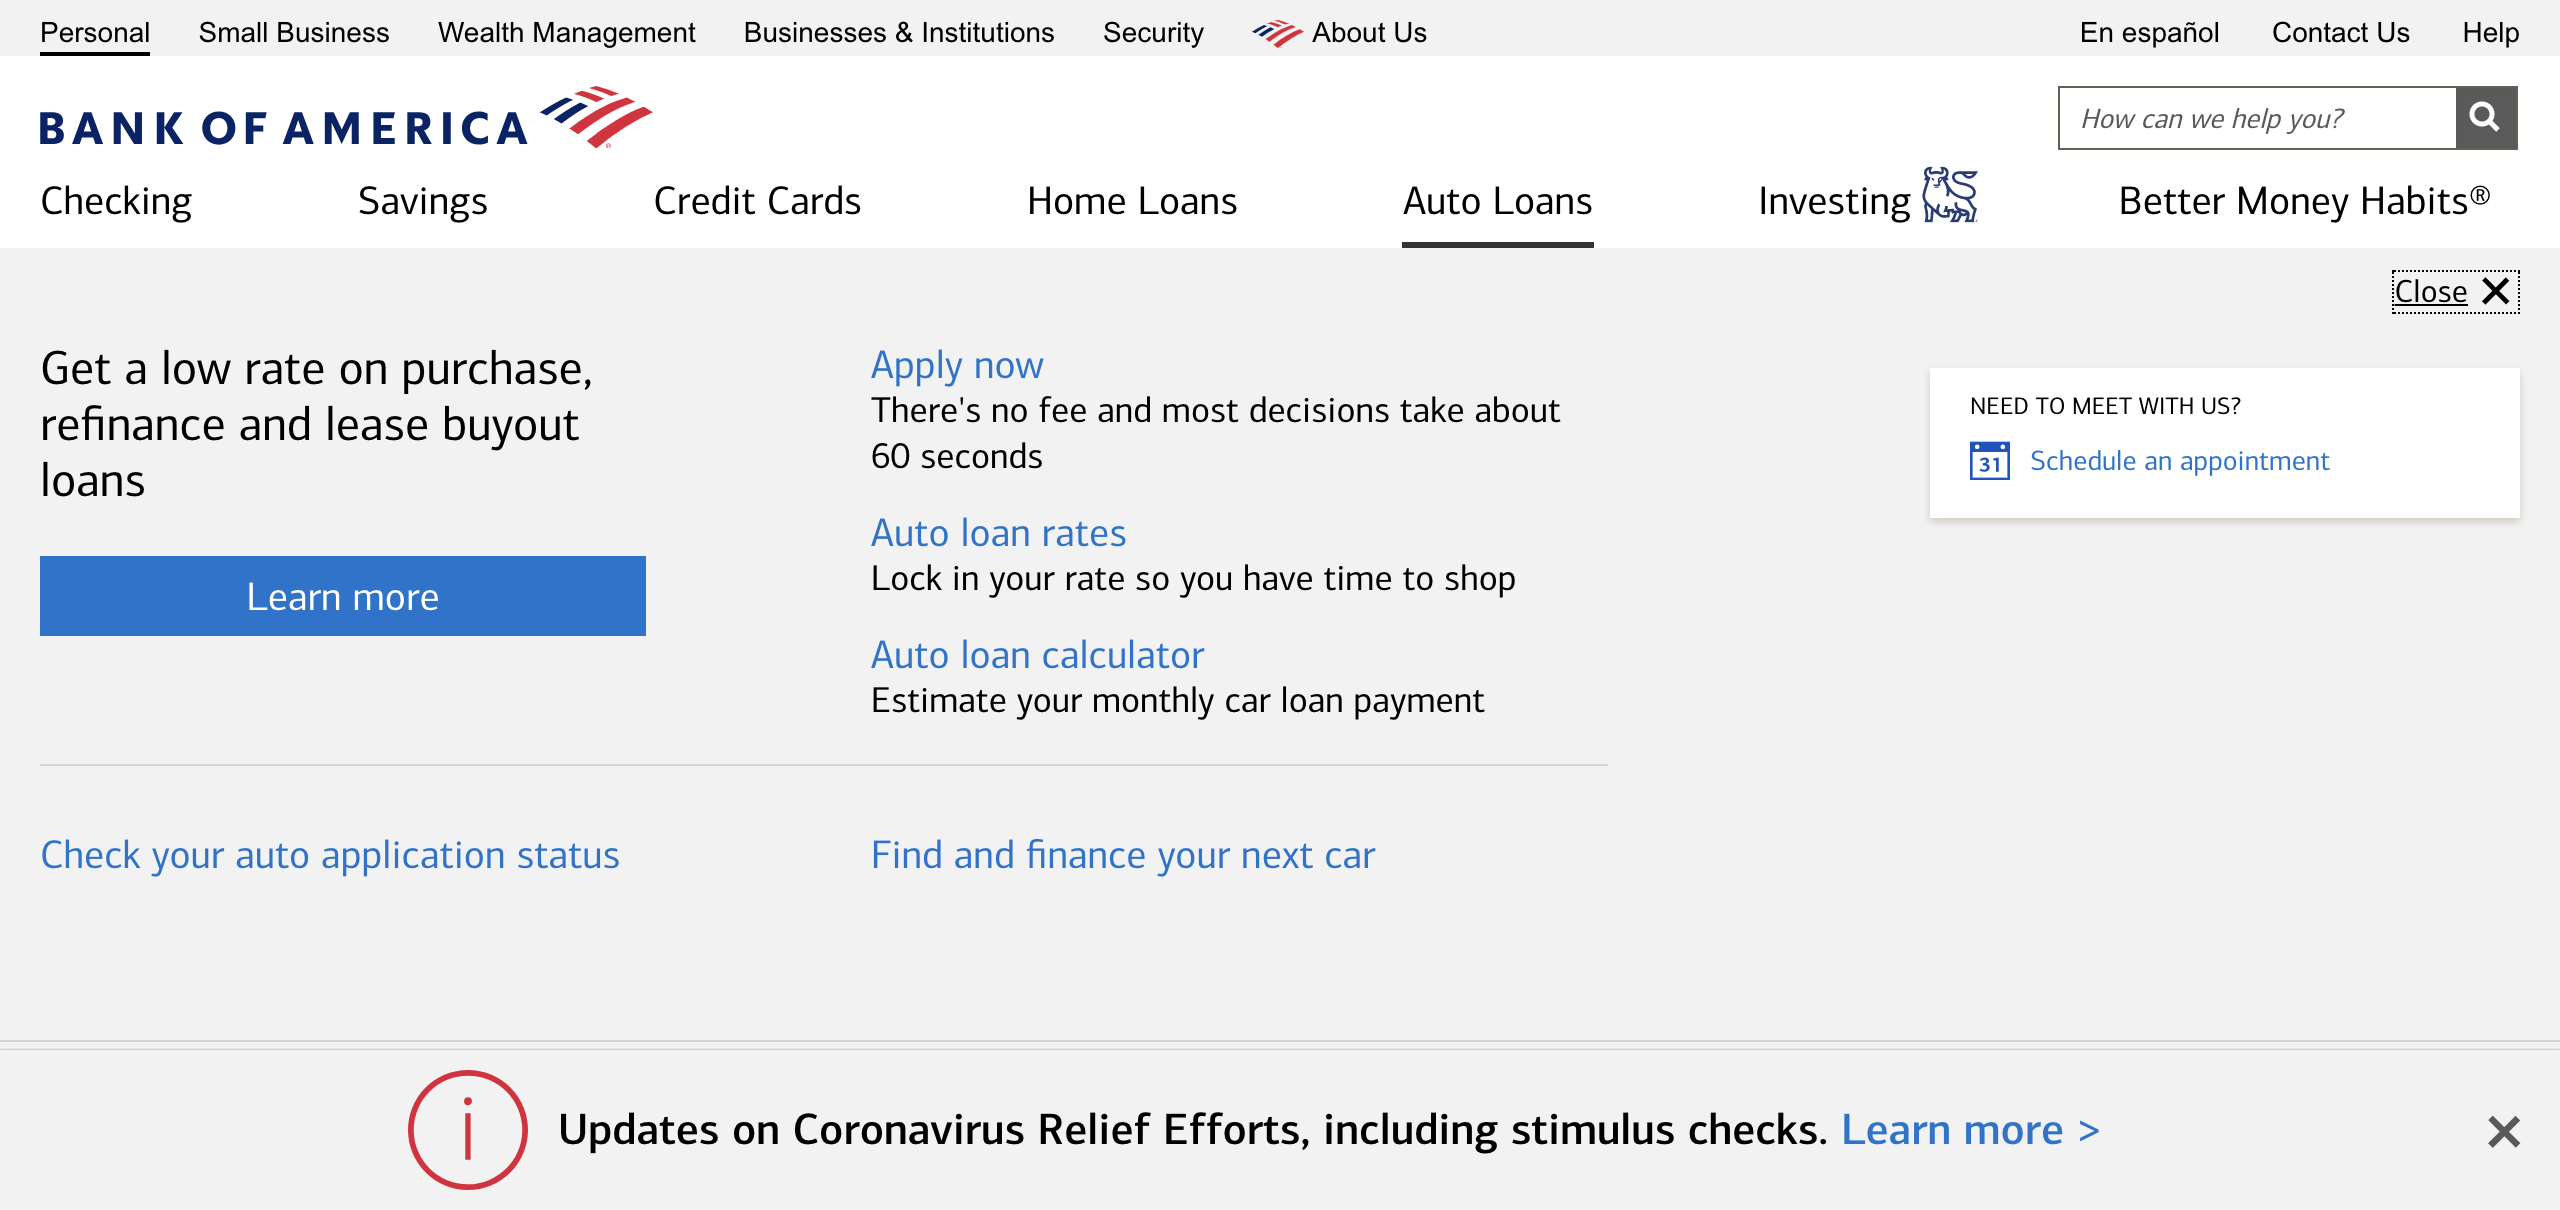 Personal Small Business Wealth Management Businesses & Institutions Security About Us En español Contact Us Help
BANK OF AMERICA ®
How can we help you?
Checking Savings Credit Cards Home Loans Auto Loans Investing Better Money Habits®
Close
Get a low rate on purchase,
refinance and lease buyout
loans
Learn more
Apply now
There's no fee and most decisions take about
60 seconds
Auto loan rates
Lock in your rate so you have time to shop
Auto loan calculator
Estimate your monthly car loan payment
NEED TO MEET WITH US?
31 Schedule an appointment
Check your auto application status
Find and finance your next car
Updates on Coronavirus Relief Efforts, including stimulus checks. Learn more >